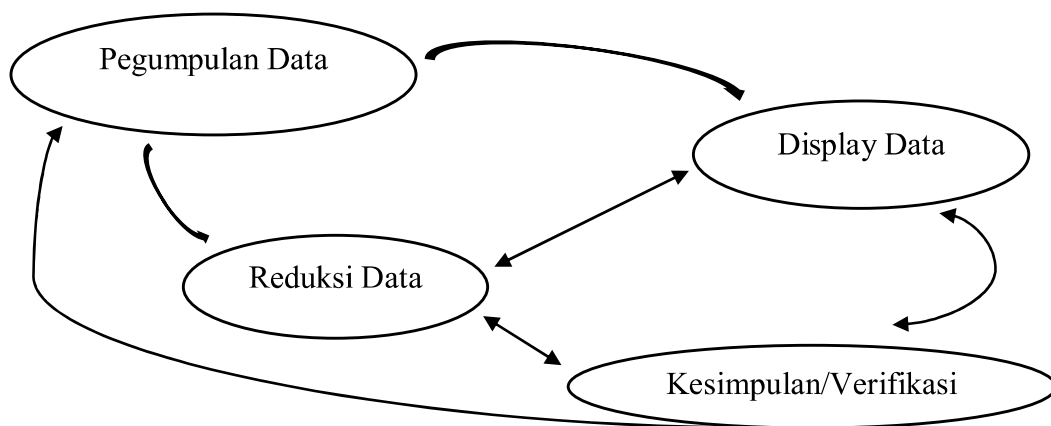 Pegumpulan Data
Display Data
Reduksi Data
Kesimpulan/Verifikasi